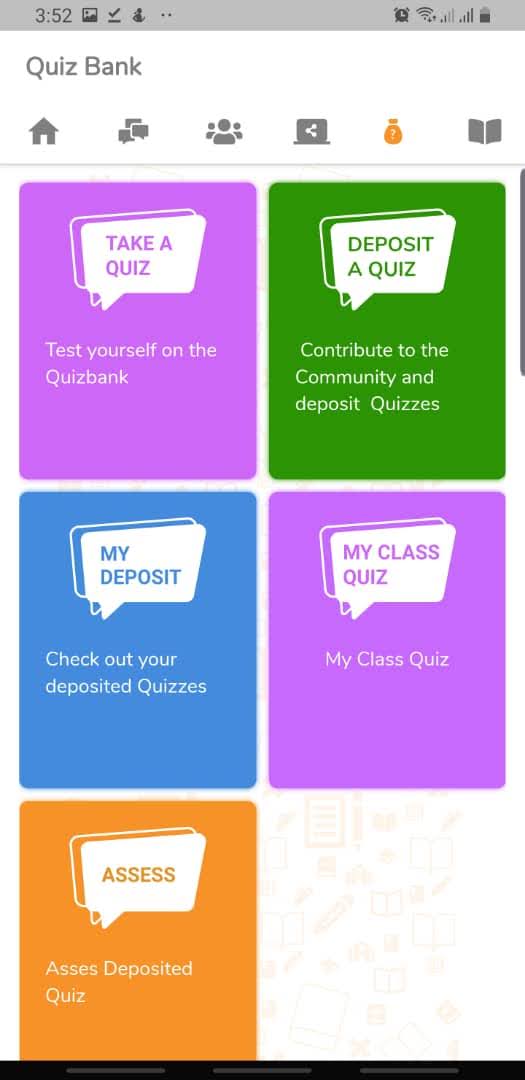 3:52
Quiz Bank
?
TAKE A
QUIZ
Test yourself on the
Quizbank
DEPOSIT
A QUIZ
Contribute to the
Community and
deposit  Quizzes
MY
DEPOSIT
Check out your
deposited Quizzes
MY CLASS
QUIZ
My Class Quiz
ASSESS
Asses Deposited
Quiz